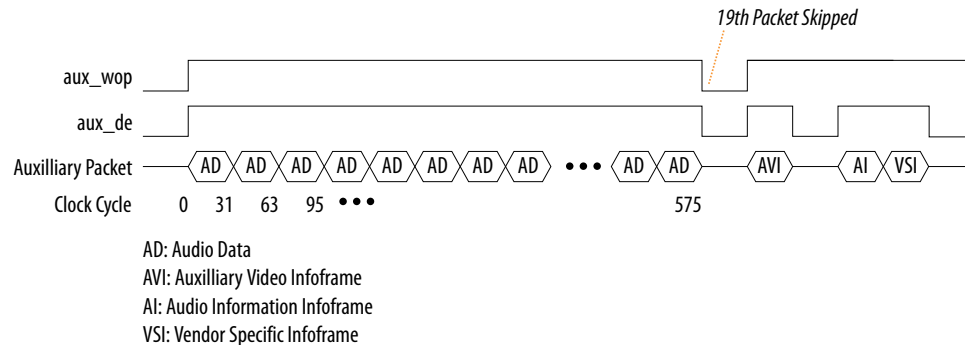 19th Packet Skipped
aux_wop
aux_de
Auxilliary Packet AD AD AD AD AD AD AD AD ••• AD AD AVI AI VSI
Clock Cycle 0 31 63 95 ••• 575
AD: Audio Data
AVI: Auxilliary Video Infoframe
AI: Audio Information Infoframe
VSI: Vendor Specific Infoframe